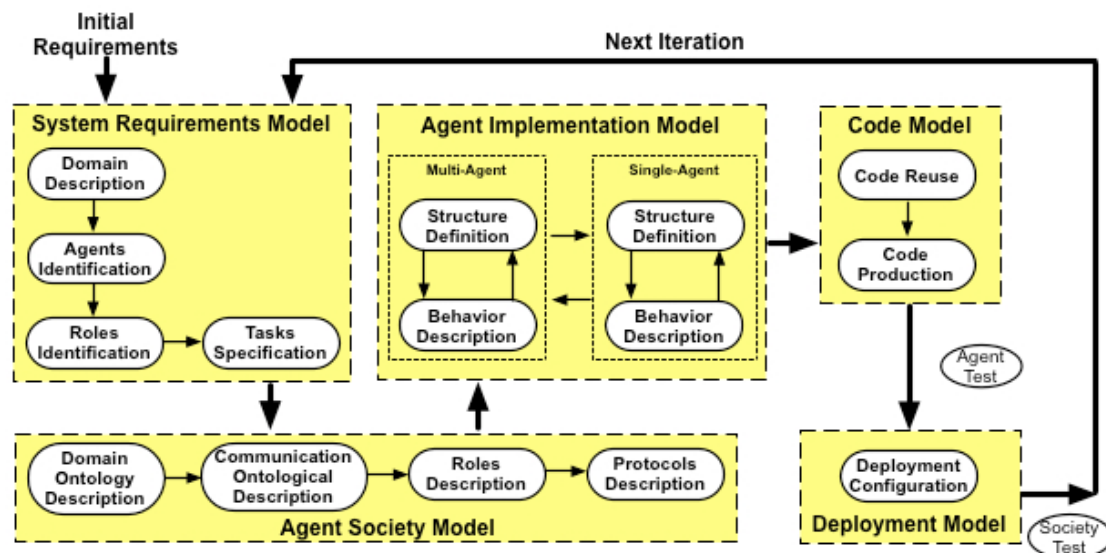 Initial
Requirements
Next Iteration
System Requirements Model
Domain
Description
Agents
Identification
Roles
Identification
Tasks
Specification
Agent Implementation Model
Multi-Agent
Structure
Definition
Behavior
Description
Single-Agent
Structure
Definition
Behavior
Description
Code Model
Code Reuse
Code
Production
Agent
Test
Domain
Ontology
Description
Communication
Ontological
Description
Roles
Description
Protocols
Description
Agent Society Model
Deployment
Configuration
Deployment Model
Society
Test